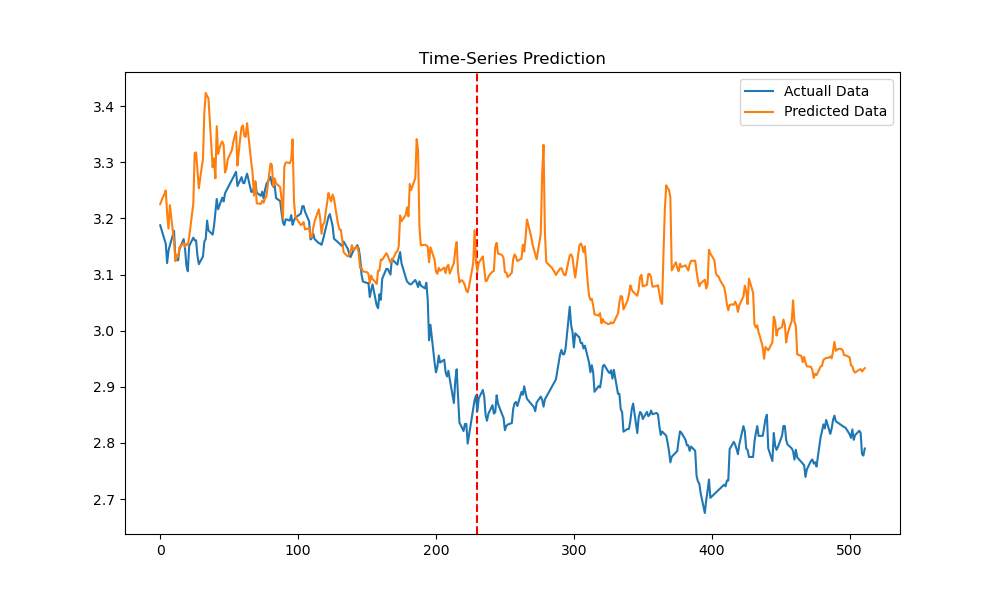 Time-Series Prediction
Actuall Data
Predicted Data
3.4
3.3
3.2
3.1
3.0
2.9
2.8
2.7
0 100 200 300 400 500